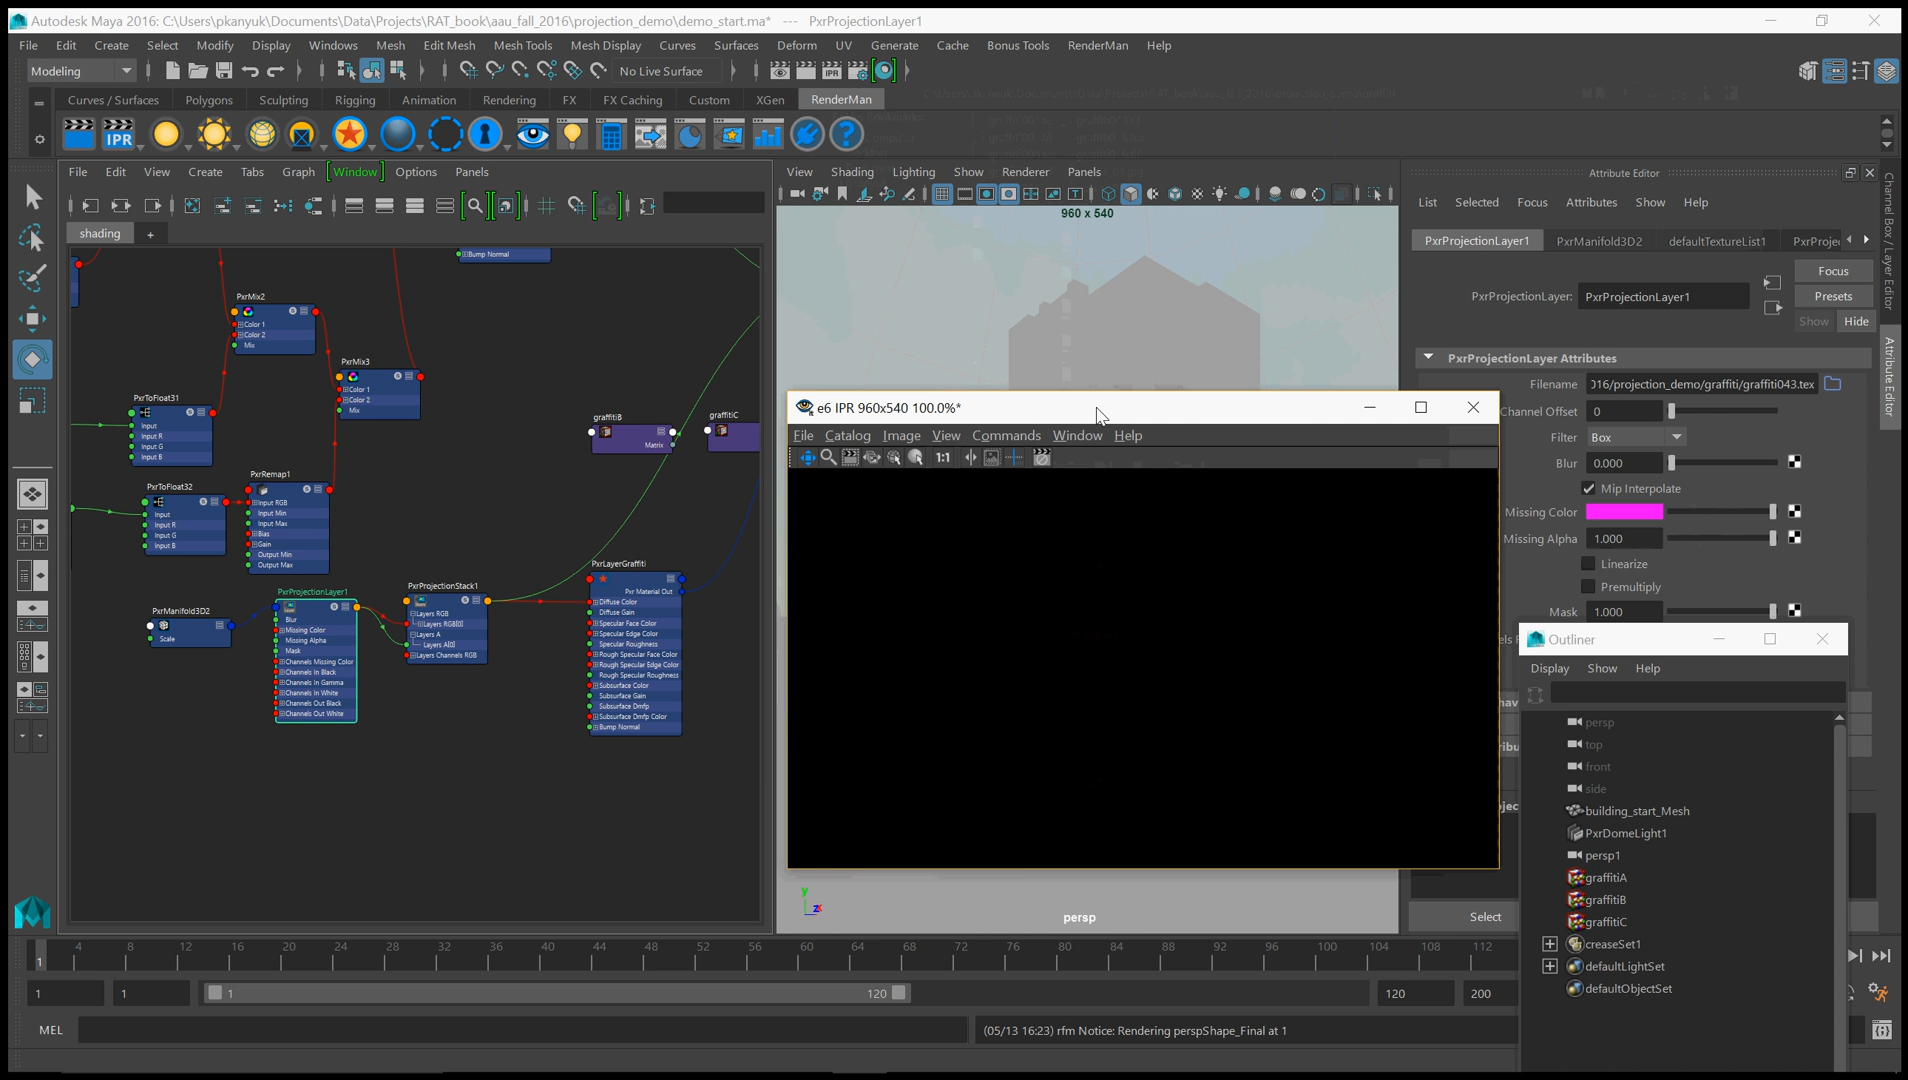 Autodesk Maya 2016: C:\Users\pkanyuk\Documents\Data\Projects\RAT_book\aau_fall_2016\projection_demo\demo_start.ma* --- PxrProjectionLayer1
File Edit Create Select Modify Display Windows Mesh Edit Mesh Mesh Tools Mesh Display Curves Surfaces Deform UV Generate Cache Bonus Tools RenderMan Help
Modeling No Live Surface IPR
Curves / Surfaces Polygons Sculpting Rigging Animation Rendering FX FX Caching Custom XGen RenderMan
IPR
File Edit View Create Tabs Graph Window Options Panels
shading +
Bump Normal
PxrMix2
Color 1
Color 2
Mix
PxrMix3
Color 1
Color 2
Mix
PxrToFloat31
Input
Input R
Input G
Input B
graffitiB
Matrix
graffitiC
PxrToFloat32
Input
Input R
Input G
Input B
PxrRemap1
Input RGB
Input Min
Input Max
Bias
Gain
Output Min
Output Max
PxrManifold3D2
Scale
PxrProjectionLayer1
Blur
Missing Color
Missing Alpha
Mask
Channels Missing Color
Channels In Black
Channels In Gamma
Channels In White
Channels Out Black
Channels Out White
PxrProjectionStack1
Layers RGB
Layers RGB[0]
Layers A
Layers A[0]
Layers Channels RGB
PxrLayerGraffiti
Pxr Material Out
Diffuse Color
Diffuse Gain
Specular Face Color
Specular Edge Color
Specular Roughness
Rough Specular Face Color
Rough Specular Edge Color
Rough Specular Roughness
Subsurface Color
Subsurface Gain
Subsurface Dmfp
Subsurface Dmfp Color
Bump Normal
View Shading Lighting Show Renderer Panels
960 x 540
e6 IPR 960x540 100.0%*
File Catalog Image View Commands Window Help
1:1
y
persp
Attribute Editor
List Selected Focus Attributes Show Help
PxrProjectionLayer1 PxrManifold3D2 defaultTextureList1 PxrProje
Focus
PxrProjectionLayer: PxrProjectionLayer1 Presets
Show Hide
PxrProjectionLayer Attributes
Filename 016/projection_demo/graffiti/graffiti043.tex
Channel Offset 0
Filter Box
Blur 0.000
Mip Interpolate
Missing Color
Missing Alpha 1.000
Linearize
Premultiply
Mask 1.000
Select
Channel Box / Layer Editor
Attribute Editor
Outliner
Display Show Help
persp
top
front
side
building_start_Mesh
PxrDomeLight1
persp1
graffitiA
graffitiB
graffitiC
creaseSet1
defaultLightSet
defaultObjectSet
4 8 12 16 20 24 28 32 36 40 44 48 52 56 60 64 68 72 76 80 84 88 92 96 100 104 108 112
1
1 1 1 120 120 200
MEL (05/13 16:23) rfm Notice: Rendering perspShape_Final at 1